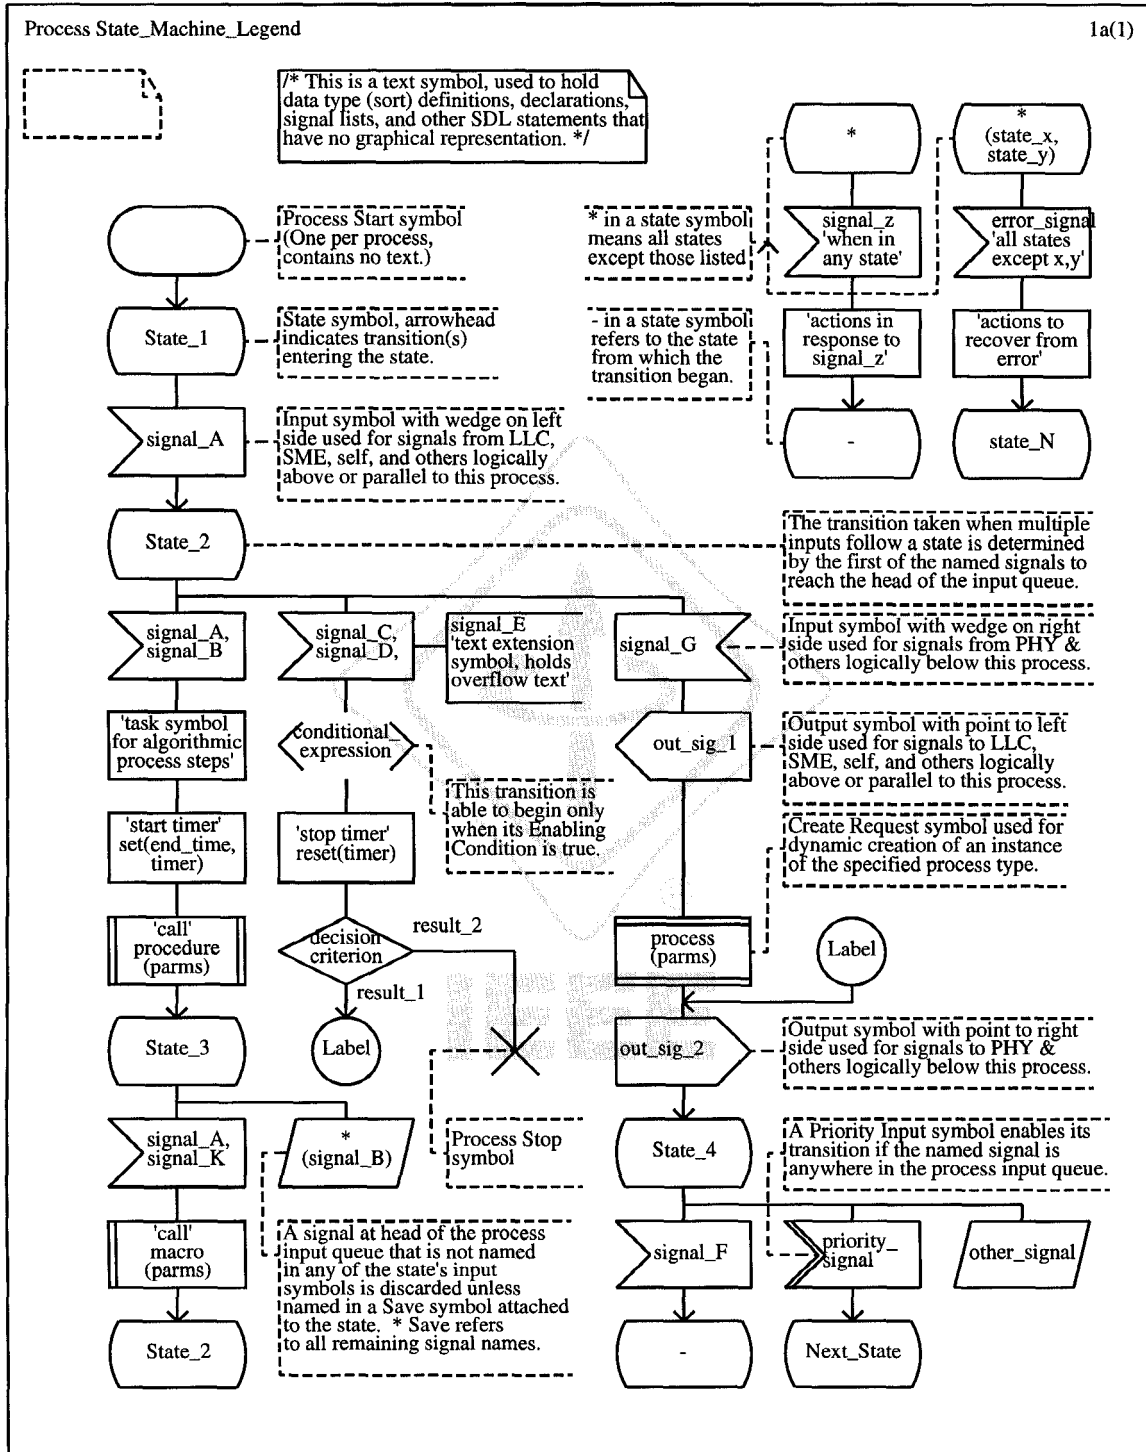 Process State_Machine_Legend
1a(1)
/* This is a text symbol, used to hold
data type (sort) definitions, declarations,
signal lists, and other SDL statements that
have no graphical representation. */
*
*
(state_x,
state_y)
Process Start symbol
(One per process,
contains no text.)
* in a state symbol
means all states
except those listed
signal_z
'when in
any state'
error_signal
'all states
except x,y'
State_1
State symbol, arrowhead
indicates transition(s)
entering the state.
- in a state symbol
refers to the state
from which the
transition began.
'actions in
response to
signal_z'
'actions to
recover from
error'
signal_A
Input symbol with wedge on left
side used for signals from LLC,
SME, self, and others logically
above or parallel to this process.
-
state_N
State_2
The transition taken when multiple
inputs follow a state is determined
by the first of the named signals to
reach the head of the input queue.
signal_A,
signal_B
signal_C,
signal_D,
signal_E
'text extension
symbol, holds
overflow text'
signal_G
Input symbol with wedge on right
side used for signals from PHY &
others logically below this process.
'task symbol
for algorithmic
process steps'
conditional_
expression
out_sig_1
Output symbol with point to left
side used for signals to LLC,
SME, self, and others logically
above or parallel to this process.
This transition is
able to begin only
when its Enabling
Condition is true.
'start timer'
set(end_time,
timer)
'stop timer'
reset(timer)
Create Request symbol used for
dynamic creation of an instance
of the specified process type.
'call'
procedure
(parms)
decision
criterion
result_2
result_1
process
(parms)
Label
State_3
Label
out_sig_2
Output symbol with point to right
side used for signals to PHY &
others logically below this process.
IEEE
signal_A,
signal_K
*
(signal_B)
Process Stop
symbol
State_4
A Priority Input symbol enables its
transition if the named signal is
anywhere in the process input queue.
'call'
macro
(parms)
A signal at head of the process
input queue that is not named
in any of the state's input
symbols is discarded unless
named in a Save symbol attached
to the state. * Save refers
to all remaining signal names.
signal_F
priority_
signal
other_signal
State_2
-
Next_State